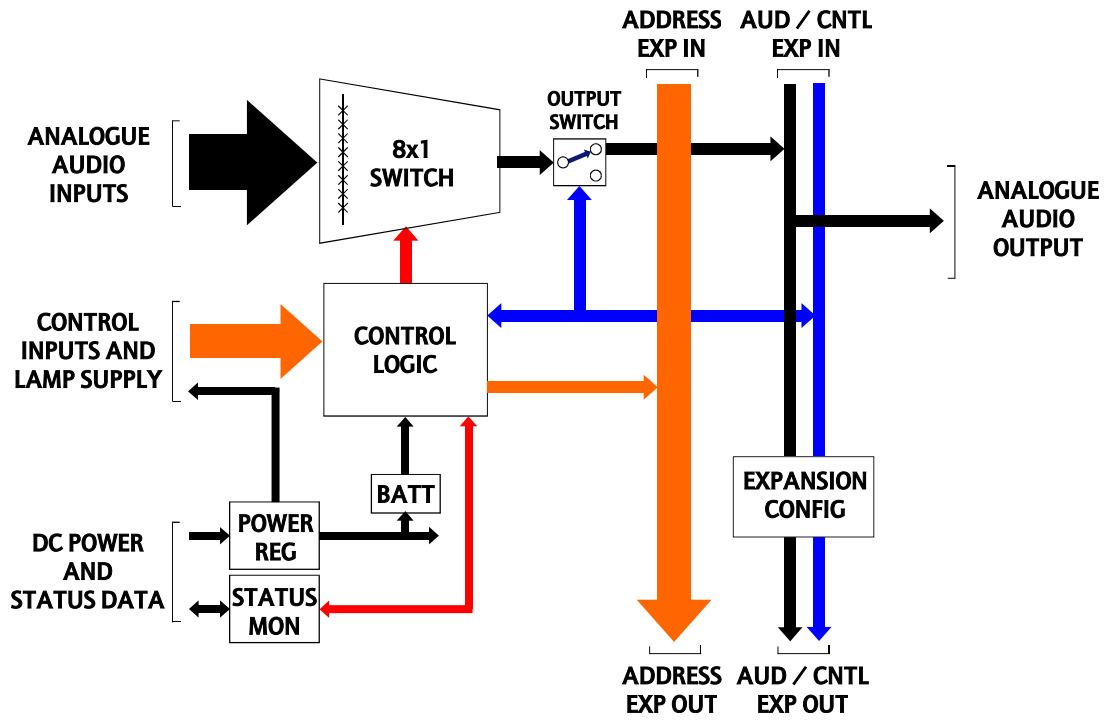 ADDRESS
EXP IN
AUD / CNTL
EXP IN
ANALOGUE
AUDIO
INPUTS
8x1
SWITCH
OUTPUT
SWITCH
ANALOGUE
AUDIO
OUTPUT
CONTROL
INPUTS AND
LAMP SUPPLY
CONTROL
LOGIC
BATT
EXPANSION
CONFIG
DC POWER
AND
STATUS DATA
POWER
REG
STATUS
MON
ADDRESS
EXP OUT
AUD / CNTL
EXP OUT